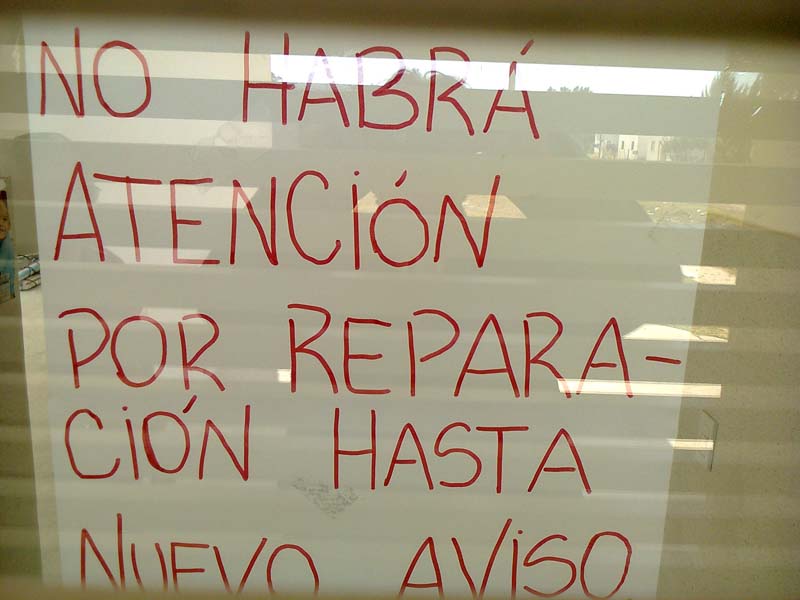 NO HABRÁ
ATENCIÓN
POR REPARA-
CIÓN HASTA
NUEVO AVISO